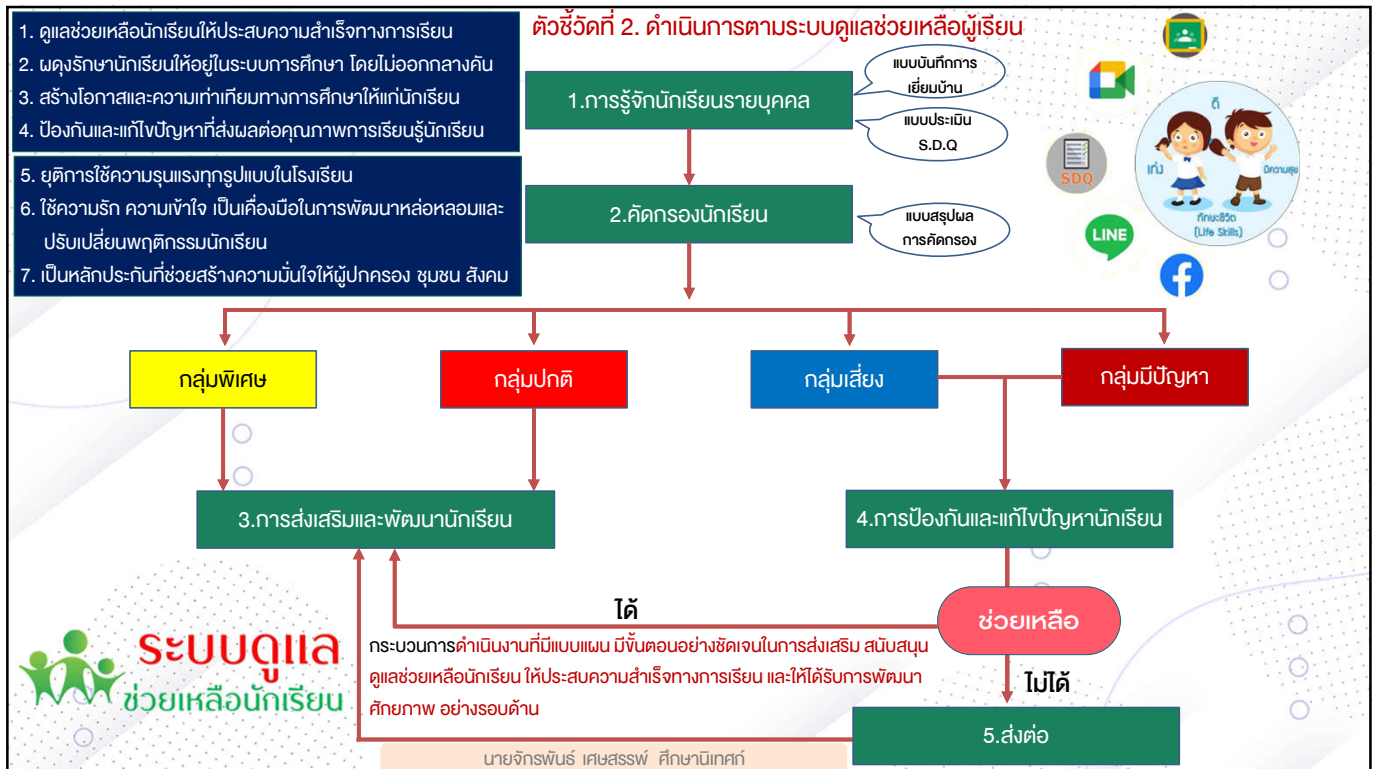 ตัวชี้วัดที่ 2. ดำเนินการตามระบบดูแลช่วยเหลือผู้เรียน
1. ดูแลช่วยเหลือนักเรียนให้ประสบความสำเร็จทางการเรียน
2. ผดุงรักษานักเรียนให้อยู่ในระบบการศึกษา โดยไม่ออกกลางคัน
3. สร้างโอกาสและความเท่าเทียมทางการศึกษาให้แก่นักเรียน
4. ป้องกันและแก้ไขปัญหาที่ส่งผลต่อคุณภาพการเรียนรู้นักเรียน
5. ยุติการใช้ความรุนแรงทุกรูปแบบในโรงเรียน
6. ใช้ความรัก ความเข้าใจ เป็นเคื่องมือในการพัฒนาหล่อหลอมและ
ปรับเปลี่ยนพฤติกรรมนักเรียน
7. เป็นหลักประกันที่ช่วยสร้างความมั่นใจให้ผู้ปกครอง ชุมชน สังคม
1.การรู้จักนักเรียนรายบุคคล
แบบบันทึกการ
เยี่ยมบ้าน
แบบประเมิน
S.D.Q
2.คัดกรองนักเรียน
แบบสรุปผล
การคัดกรอง
SDQ
LINE
ดี
เก่ง
มีความสุข
ทักษะชีวิต
(Life Skills)
กลุ่มพิเศษ
กลุ่มปกติ
กลุ่มเสี่ยง
กลุ่มมีปัญหา
3.การส่งเสริมและพัฒนานักเรียน
4.การป้องกันและแก้ไขปัญหานักเรียน
ได้
ช่วยเหลือ
กระบวนการดำเนินงานที่มีแบบแผน มีขั้นตอนอย่างชัดเจนในการส่งเสริม สนับสนุน
ดูแลช่วยเหลือนักเรียน ให้ประสบความสำเร็จทางการเรียน และให้ได้รับการพัฒนา
ศักยภาพ อย่างรอบด้าน
ไม่ได้
5.ส่งต่อ
ระบบดูแล
ช่วยเหลือนักเรียน
นายจักรพันธ์ เศษสรรพ์ ศึกษานิเทศก์